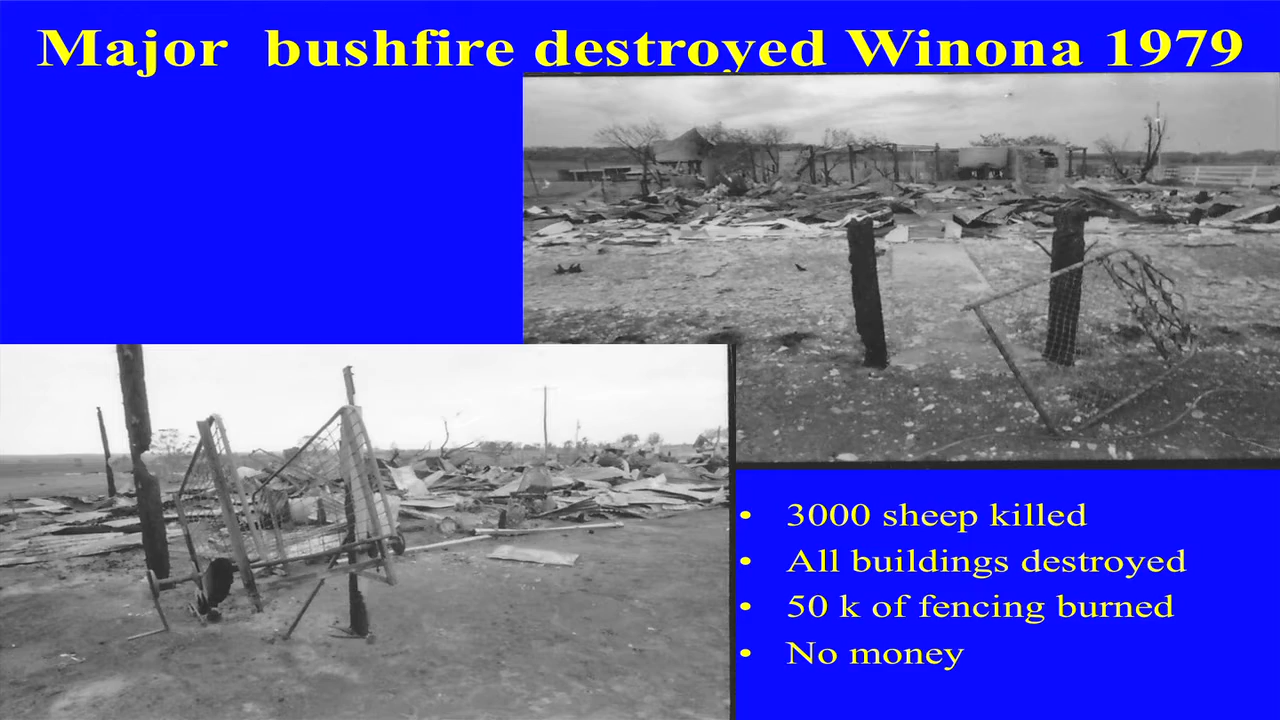 Major  bushfire destroyed Winona 1979
• 3000 sheep killed
• All buildings destroyed
• 50 k of fencing burned
• No money